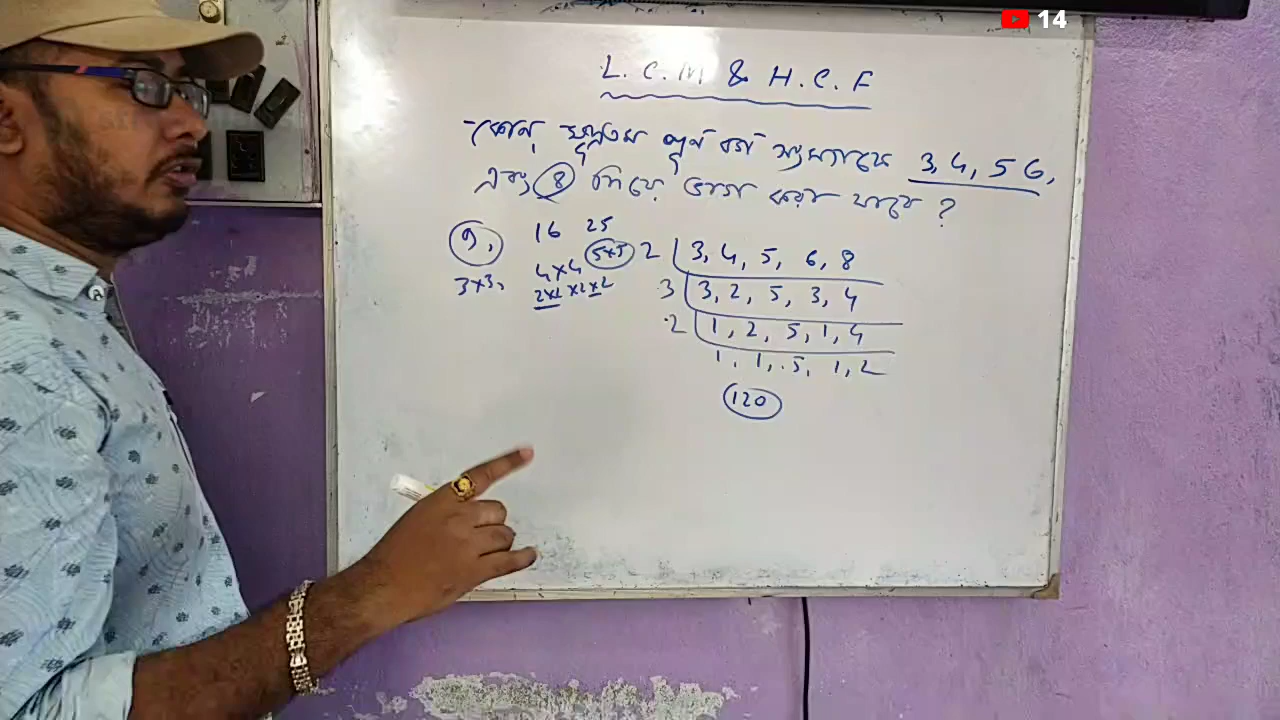 14
L.C.M & H.C.F
কোন্ ক্ষুদ্রতম পূর্ণ বর্গ সংখ্যাকে 3, 4, 5 6,
এবং 8 দিয়ে ভাগ করা যাবে ?
9, 16 25
3×3, 4×4 5×5
2×2×2×2
2 3, 4, 5, 6, 8
3 3, 2, 5, 3, 4
2 1, 2, 5, 1, 4
1, 1, 5, 1, 2
120